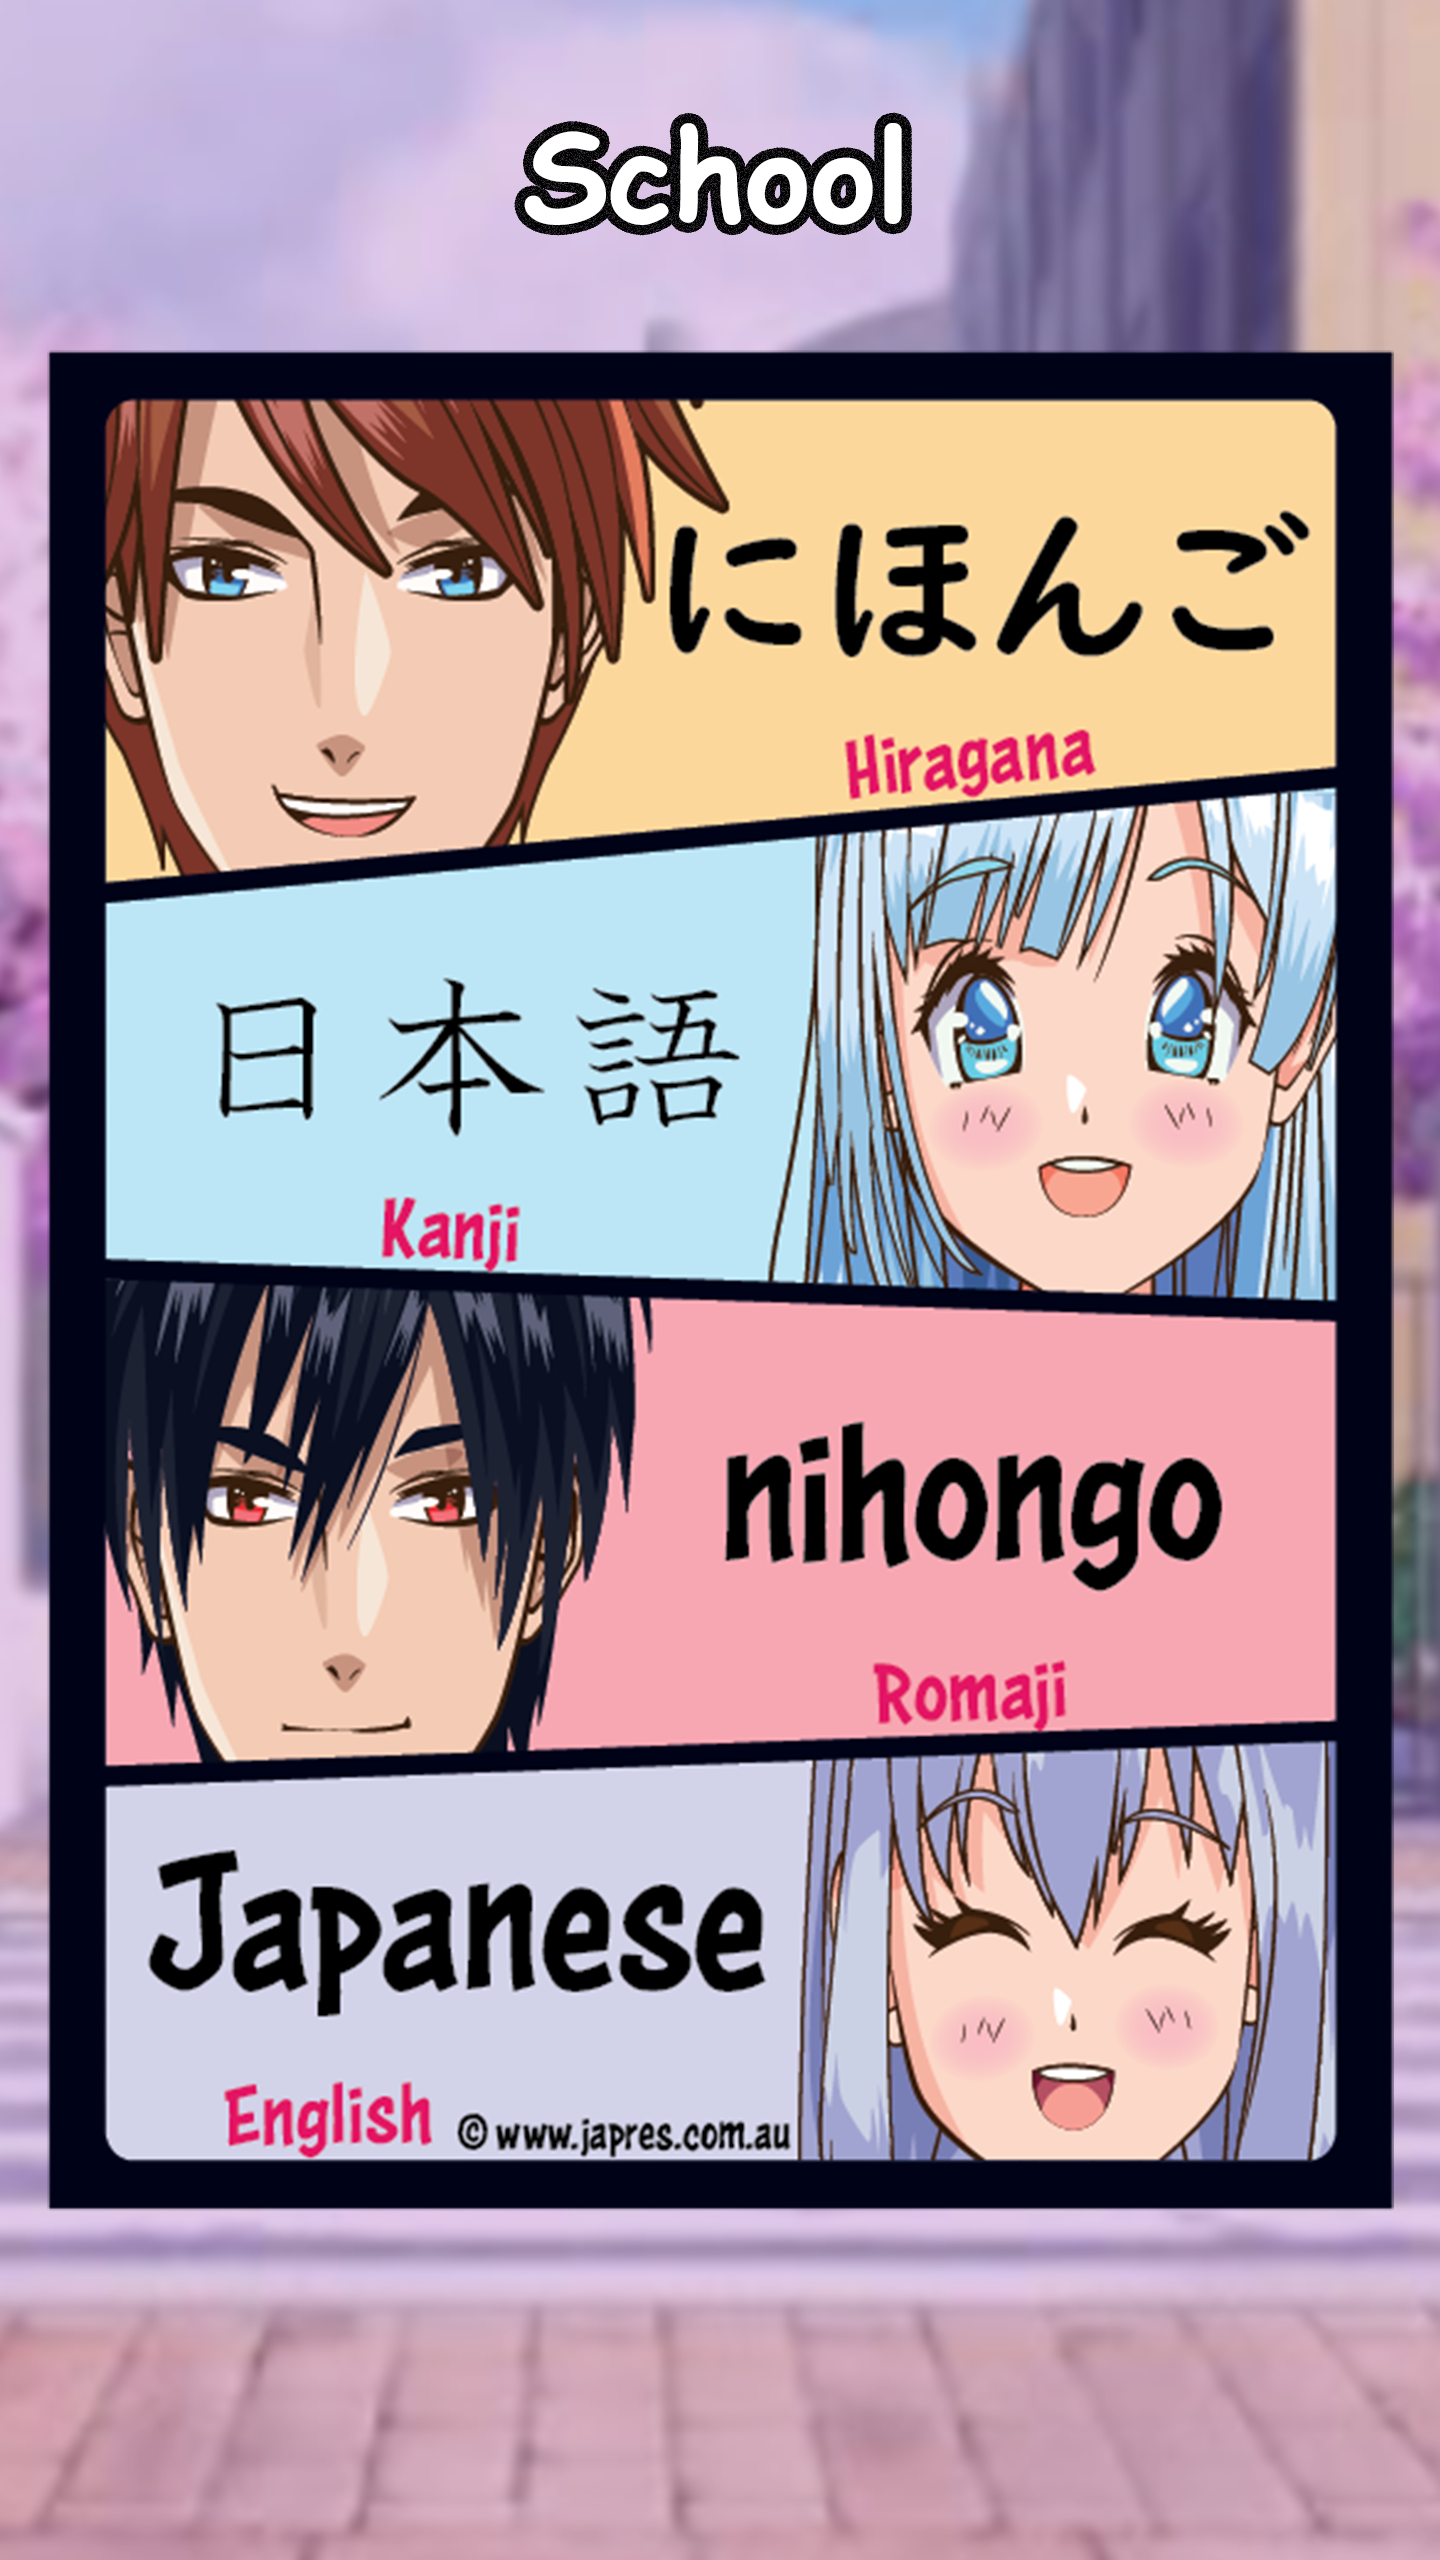 School
にほんご
Hiragana
日本語
Kanji
nihongo
Romaji
Japanese
English
© www.japres.com.au